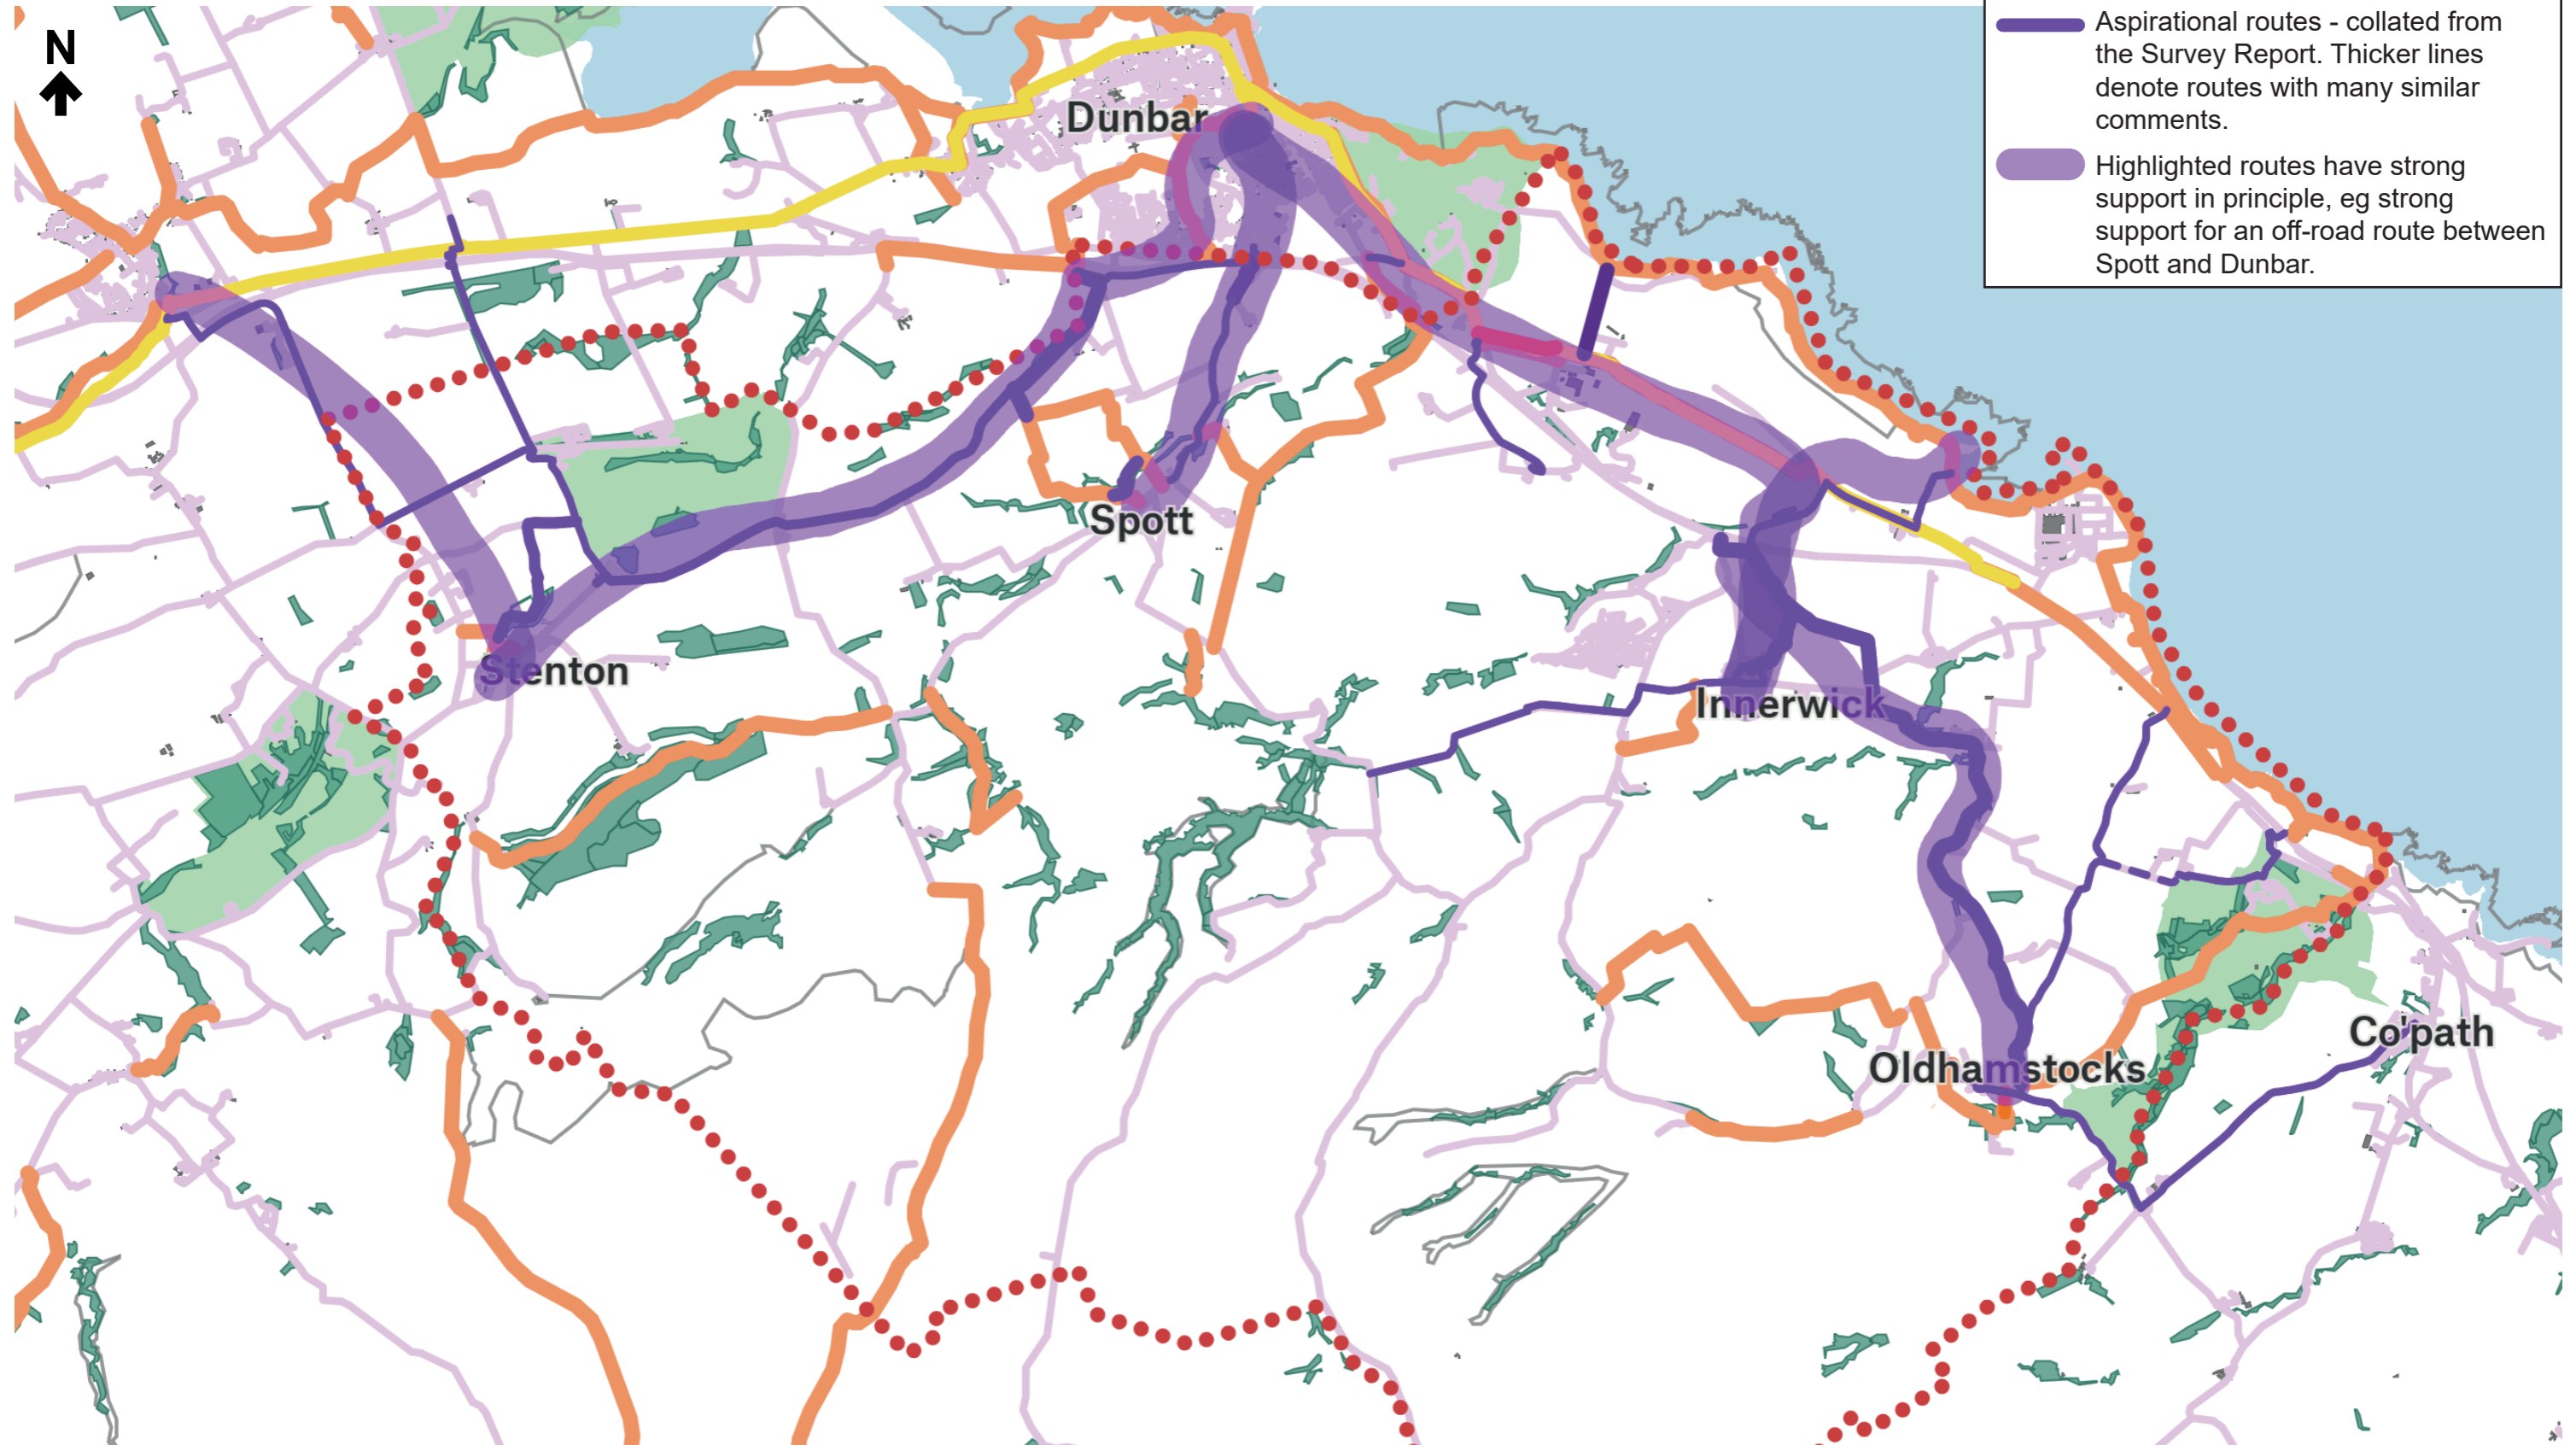 N
Aspirational routes - collated from
the Survey Report. Thicker lines
denote routes with many similar
comments.
Highlighted routes have strong
support in principle, eg strong
support for an off-road route between
Spott and Dunbar.
Dunbar
Spott
Stenton
Innerwick
Co'path
Oldhamstocks